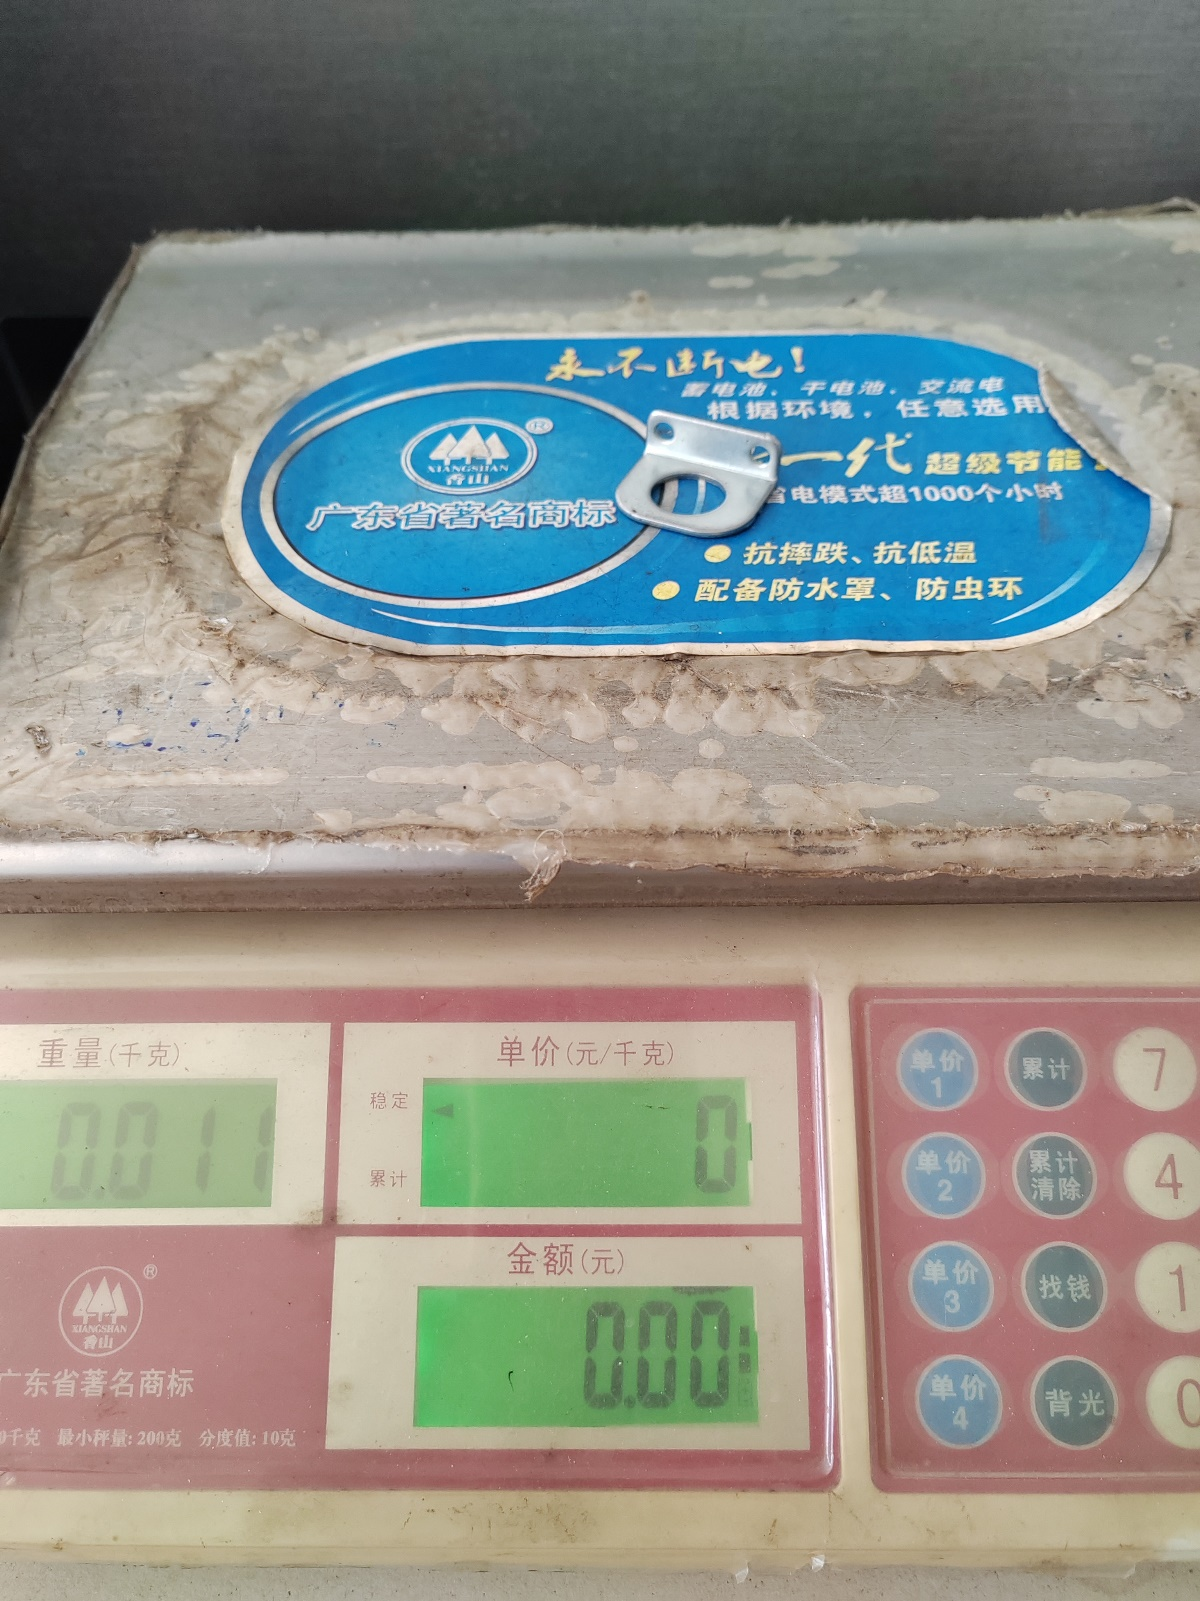 永不断电！
蓄电池、干电池、交流电
根据环境，任意选用
一代 超级节能
省电模式超1000个小时
抗摔跌、抗低温
配备防水罩、防虫环
®
XIANGSHAN
香山
广东省著名商标
重量(千克)
0.011
单价(元/千克)
稳定
累计
0
金额(元)
0.00
®
XIANGSHAN
香山
广东省著名商标
0千克 最小秤量: 200克 分度值: 10克
单价1 累计 7
单价2 累计清除 4
单价3 找钱 1
单价4 背光 0